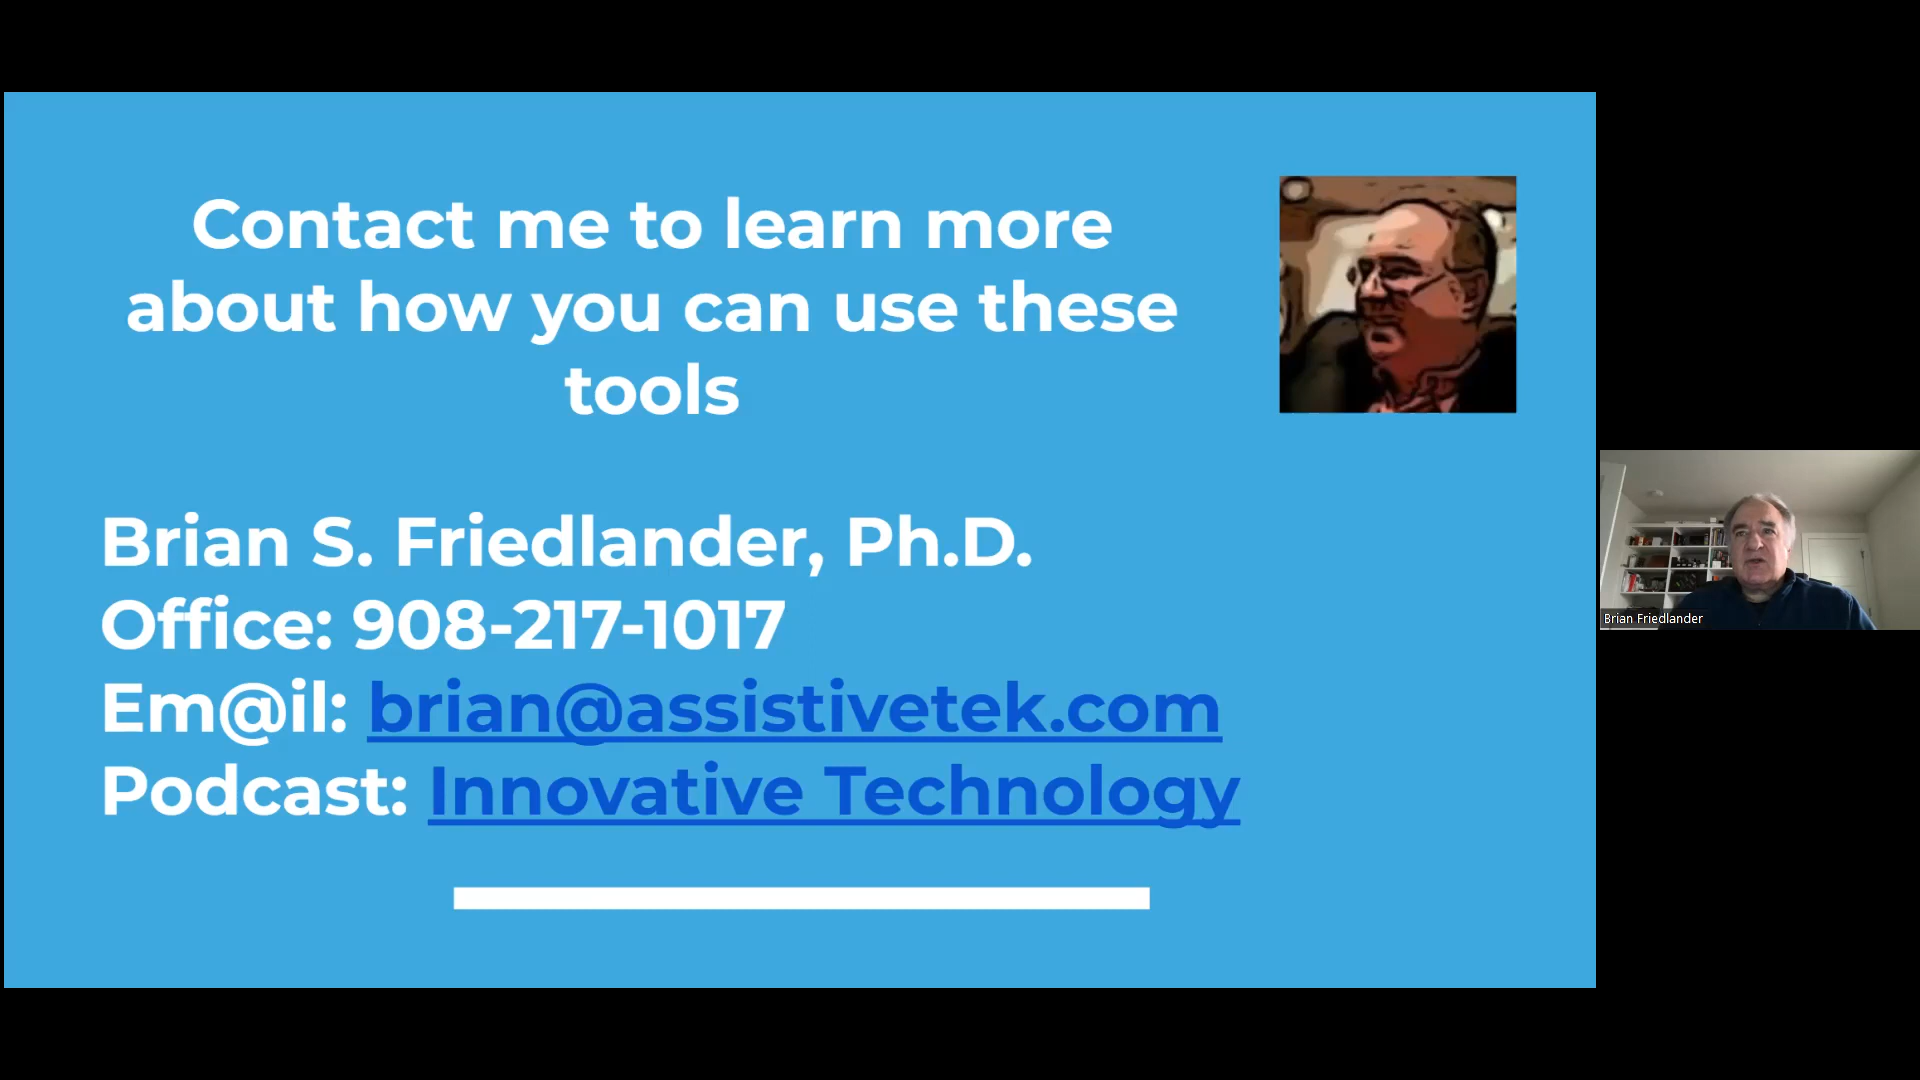 Contact me to learn more
about how you can use these
tools
Brian S. Friedlander, Ph.D.
Office: 908-217-1017
Em@il: brian@assistivetek.com
Podcast: Innovative Technology
Brian Friedlander